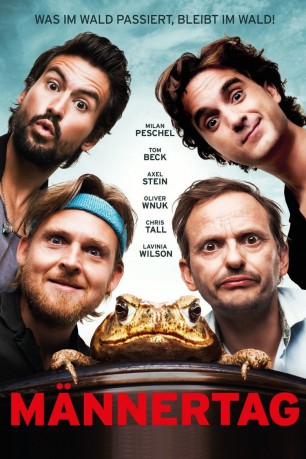 WAS IM WALD PASSIERT, BLEIBT IM WALD!
MILAN
PESCHEL
TOM
BECK
AXEL
STEIN
OLIVER
WNUK
CHRIS
TALL
LAVINIA
WILSON
MÄNNERTAG